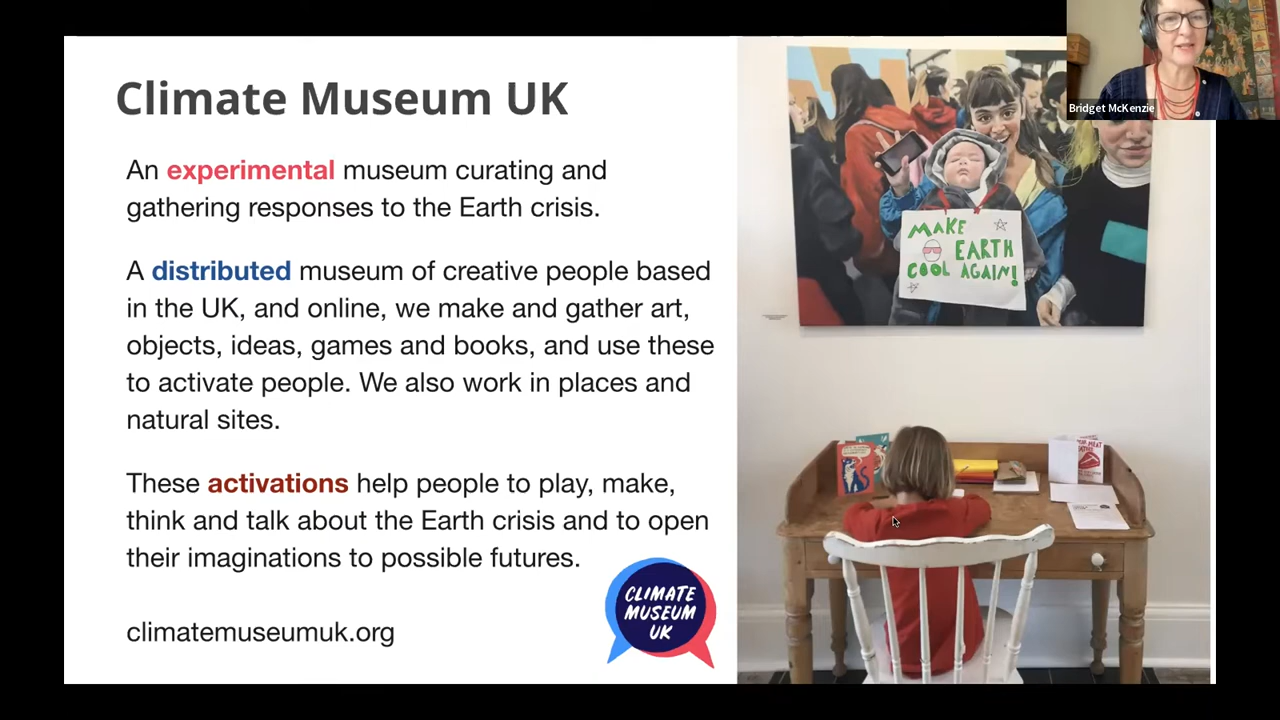 Climate Museum UK
An experimental museum curating and
gathering responses to the Earth crisis.
A distributed museum of creative people based
in the UK, and online, we make and gather art,
objects, ideas, games and books, and use these
to activate people. We also work in places and
natural sites.
These activations help people to play, make,
think and talk about the Earth crisis and to open
their imaginations to possible futures.
climatemuseumuk.org
CLIMATE
MUSEUM
UK
Bridget McKenzie
MAKE
EARTH
COOL AGAIN!